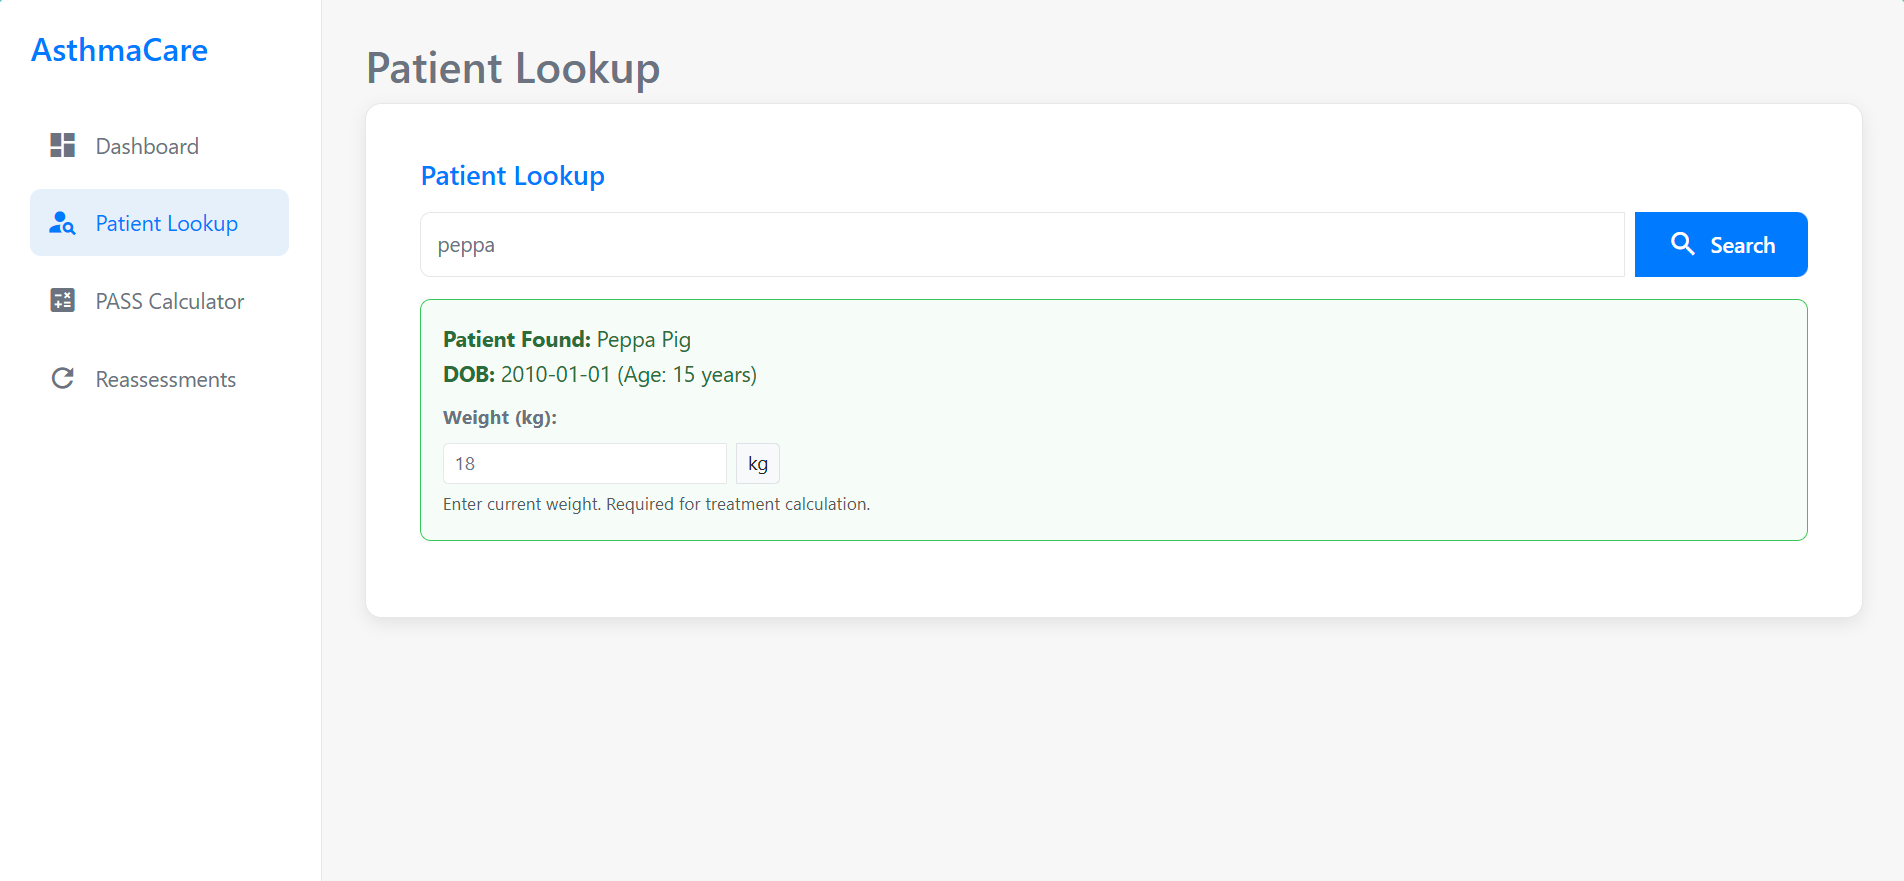 AsthmaCare
Dashboard
Patient Lookup
PASS Calculator
Reassessments
Patient Lookup
Patient Lookup
peppa
Search
Patient Found: Peppa Pig
DOB: 2010-01-01 (Age: 15 years)
Weight (kg):
18
kg
Enter current weight. Required for treatment calculation.